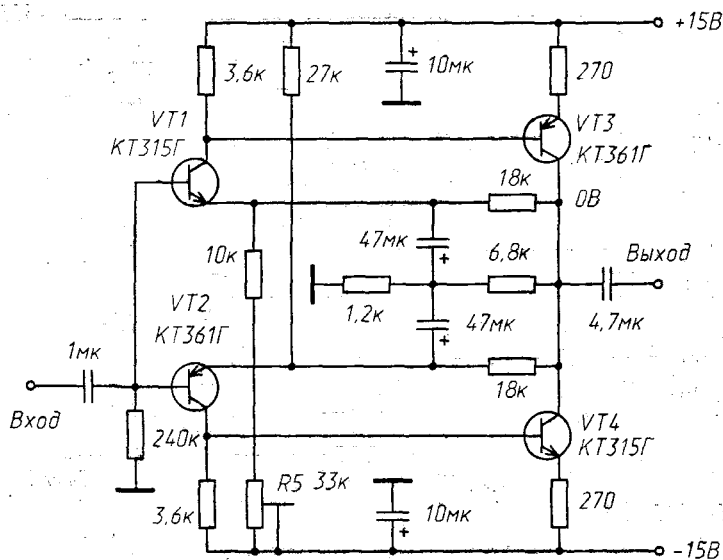 +15В
3,6к
27к
+
10мк
270
VT1
КТ315Г
VT3
КТ361Г
18к
0В
10к
47мк
+
6,8к
Выход
1,2к
4,7мк
VT2
КТ361Г
+
47мк
1мк
18к
Вход
VT4
КТ315Г
240к
R5 33к
3,6к
10мк
+
270
-15В